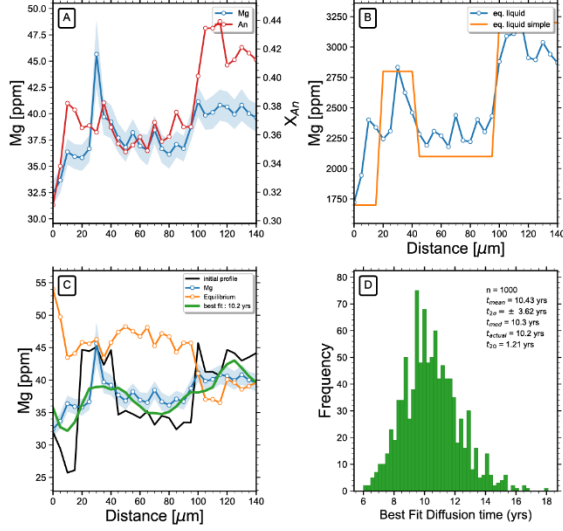 A
Mg
An
Mg [ppm]
50.0
47.5
45.0
42.5
40.0
37.5
35.0
32.5
30.0
X_An
0.44
0.42
0.40
0.38
0.36
0.34
0.32
0.30
0 20 40 60 80 100 120 140
B
eq. liquid
eq. liquid simple
Mg [ppm]
3250
3000
2750
2500
2250
2000
1750
0 20 40 60 80 100 120 140
Distance [μm]
C
initial profile
Mg
Equilibrium
best fit : 10.2 yrs
Mg [ppm]
55
50
45
40
35
30
25
0 20 40 60 80 100 120 140
Distance [μm]
D
n = 1000
t_mean = 10.43 yrs
t_2σ = ± 3.62 yrs
t_med = 10.3 yrs
t_actual = 10.2 yrs
t_20 = 1.21 yrs
Frequency
80
70
60
50
40
30
20
10
0
6 8 10 12 14 16 18
Best Fit Diffusion time (yrs)